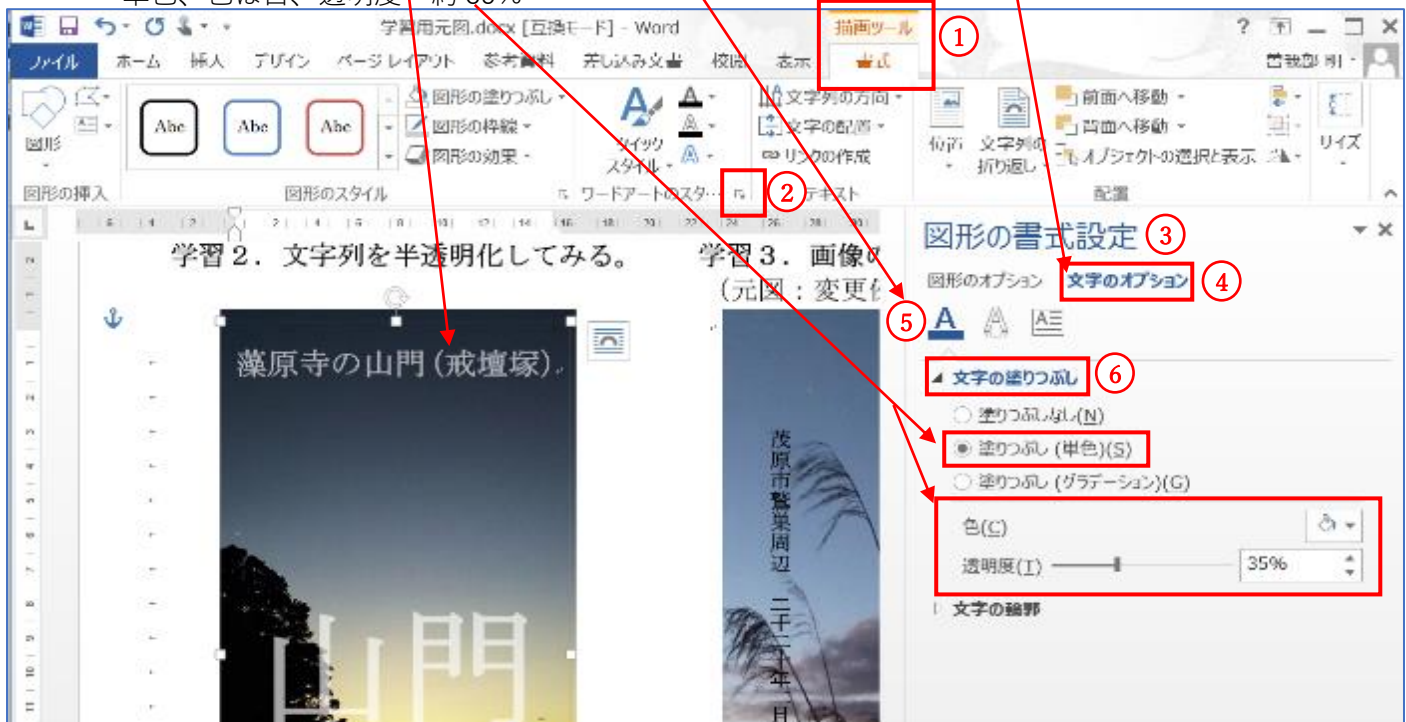 学習用元図.docx [互換モード] - Word
描画ツール
①
ファイル ホーム 挿入 デザイン ページ レイアウト 参考資料 差し込み文書 校閲 表示 書式
Abc Abc Abc
図形の塗りつぶし
図形の枠線
図形の効果
図形
クイック
スタイル
文字列の方向
文字の配置
リンクの作成
位置
文字列の
折り返し
前面へ移動
背面へ移動
オブジェクトの選択と表示
サイズ
図形の挿入 図形のスタイル ワードアートのスタ… ② テキスト 配置
学習２．文字列を半透明化してみる。
学習３．画像の
（元図：変更
藻原寺の山門(戒壇塚)
山門
茂原市鷲巣周辺
図形の書式設定 ③
図形のオプション 文字のオプション ④
⑤ A A
文字の塗りつぶし ⑥
塗りつぶしなし(N)
塗りつぶし (単色)(S)
塗りつぶし (グラデーション)(G)
色(C)
透明度(T) 35%
文字の輪郭